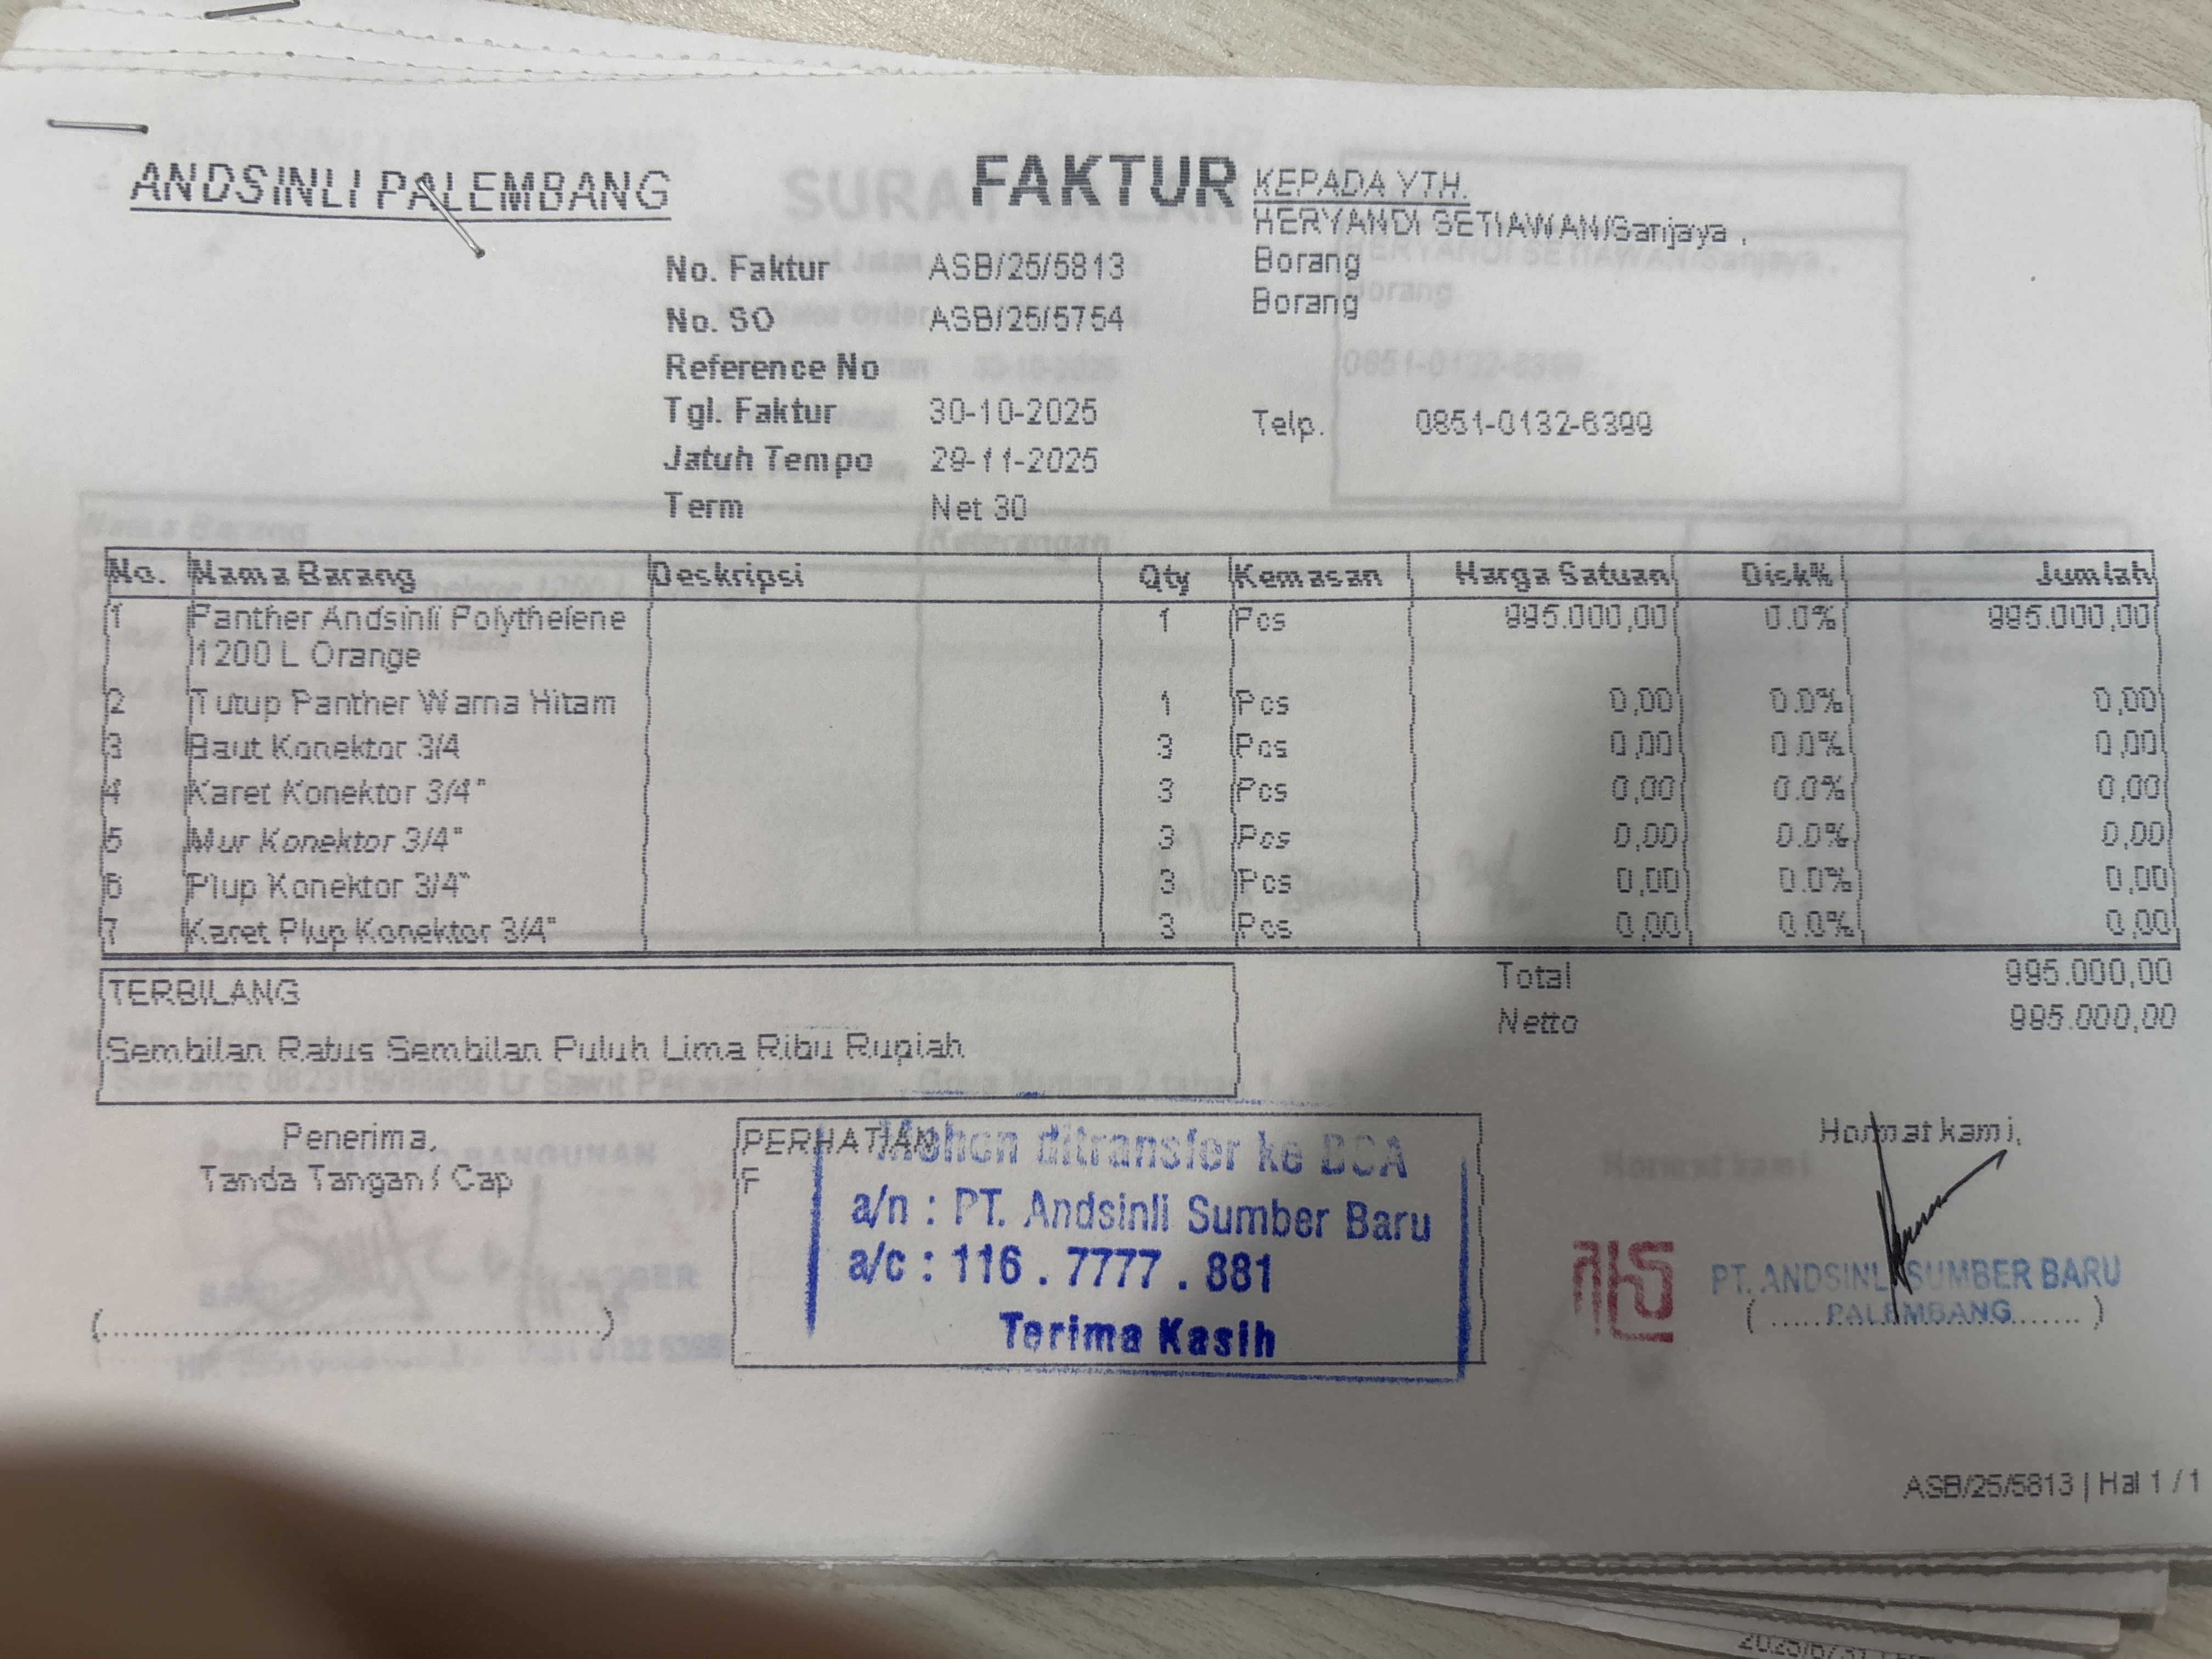 ANDSINLI PALEMBANG
FAKTUR
No. Faktur ASB/25/5813
No. SO ASB/25/5754
Reference No
Tgl. Faktur 30-10-2025
Jatuh Tempo 29-11-2025
Term Net 30
KEPADA YTH.
HERYANDI SETIAWAN/Sanjaya .
Borang
Borang
Telp. 0851-0132-6399
No. Nama Barang Deskripsi Qty Kemasan Harga Satuan Disk% Jumlah
1 Panther Andsinli Polythelene 1 Pcs 995.000,00 0.0% 995.000,00
1200 L Orange
2 Tutup Panther Warna Hitam 1 Pcs 0,00 0.0% 0,00
3 Baut Konektor 3/4 3 Pcs 0,00 0.0% 0,00
4 Karet Konektor 3/4" 3 Pcs 0,00 0.0% 0,00
5 Mur Konektor 3/4" 3 Pcs 0,00 0.0% 0,00
6 Plup Konektor 3/4" 3 Pcs 0,00 0.0% 0,00
7 Karet Plup Konektor 3/4" 3 Pcs 0,00 0.0% 0,00
Total 995.000,00
Netto 995.000,00
TERBILANG
Sembilan Ratus Sembilan Puluh Lima Ribu Rupiah
Penerima,
Tanda Tangan / Cap
(..............................................)
PERHATIAN
F
Mohon ditransfer ke BCA
a/n : PT. Andsinli Sumber Baru
a/c : 116 . 7777 . 881
Terima Kasih
Hormat kami,
PT. ANDSINLI SUMBER BARU
PALEMBANG
ASB/25/5813 | Hal 1 / 1